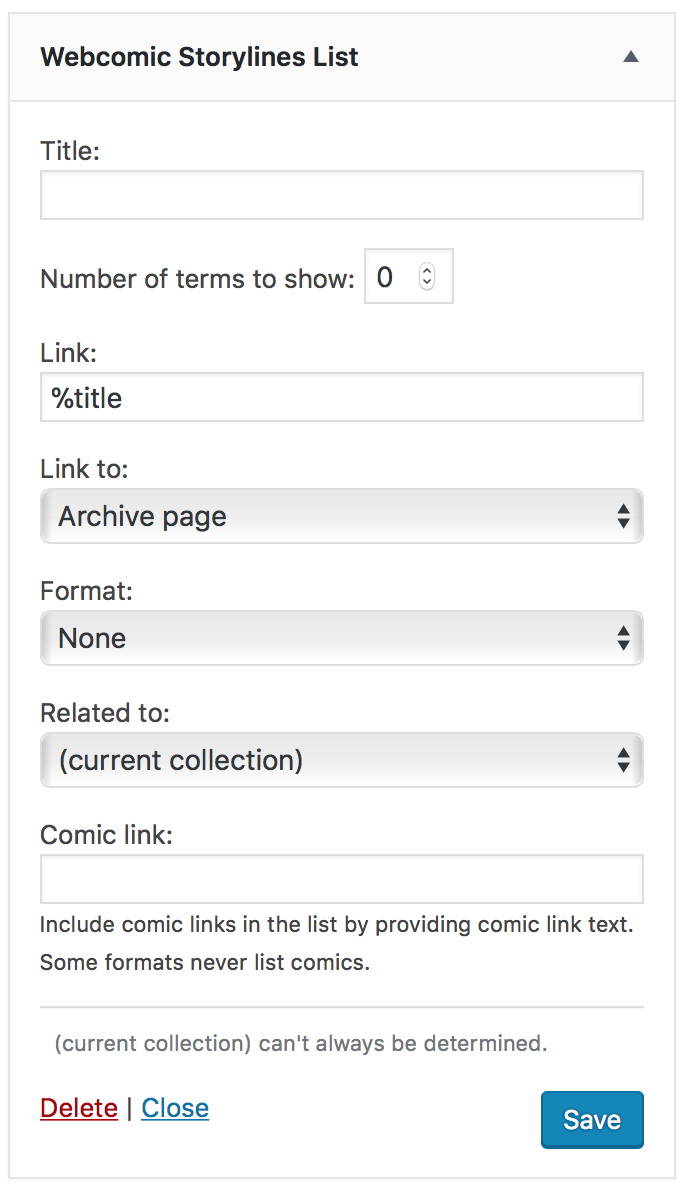 Webcomic Storylines List
Title:
Number of terms to show: 0
Link:
%title
Link to:
Archive page
Format:
None
Related to:
(current collection)
Comic link:
Include comic links in the list by providing comic link text.
Some formats never list comics.
(current collection) can't always be determined.
Delete | Close
Save